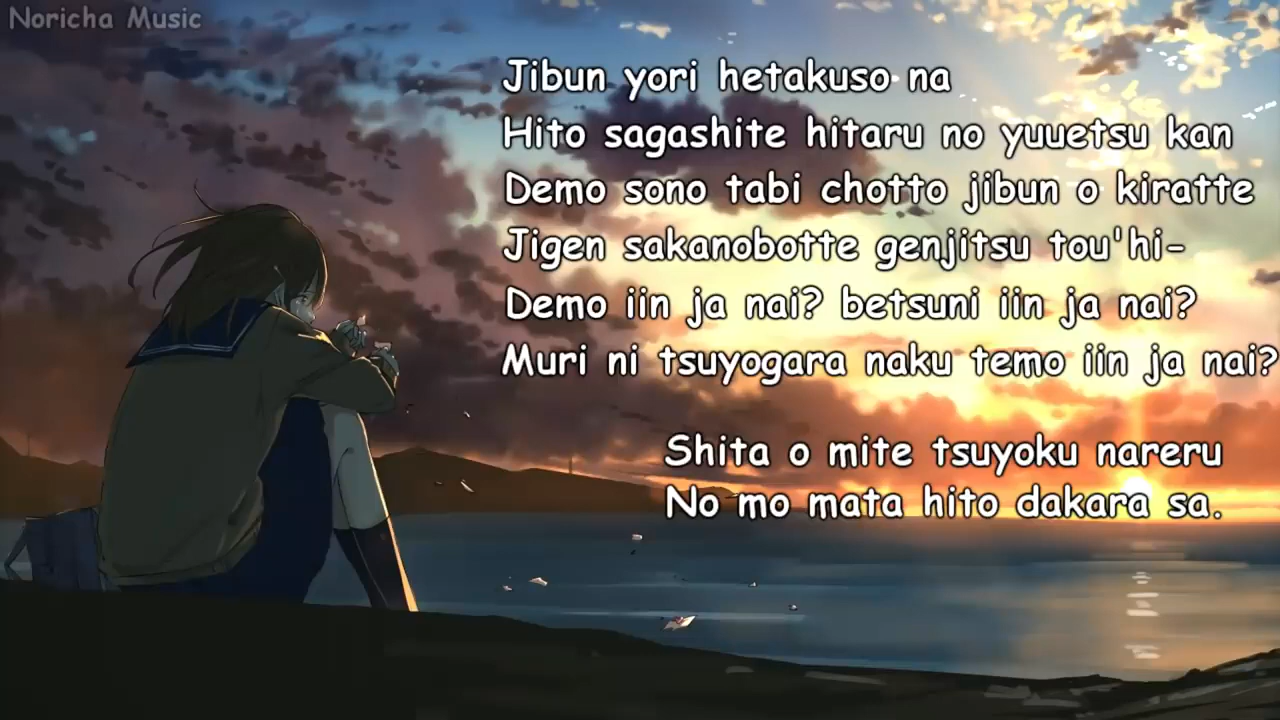 Noricha Music
Jibun yori hetakuso na
Hito sagashite hitaru no yuuetsu kan
Demo sono tabi chotto jibun o kiratte
Jigen sakanobotte genjitsu tou'hi-
Demo iin ja nai? betsuni iin ja nai?
Muri ni tsuyogara naku temo iin ja nai?
Shita o mite tsuyoku nareru
No mo mata hito dakara sa.